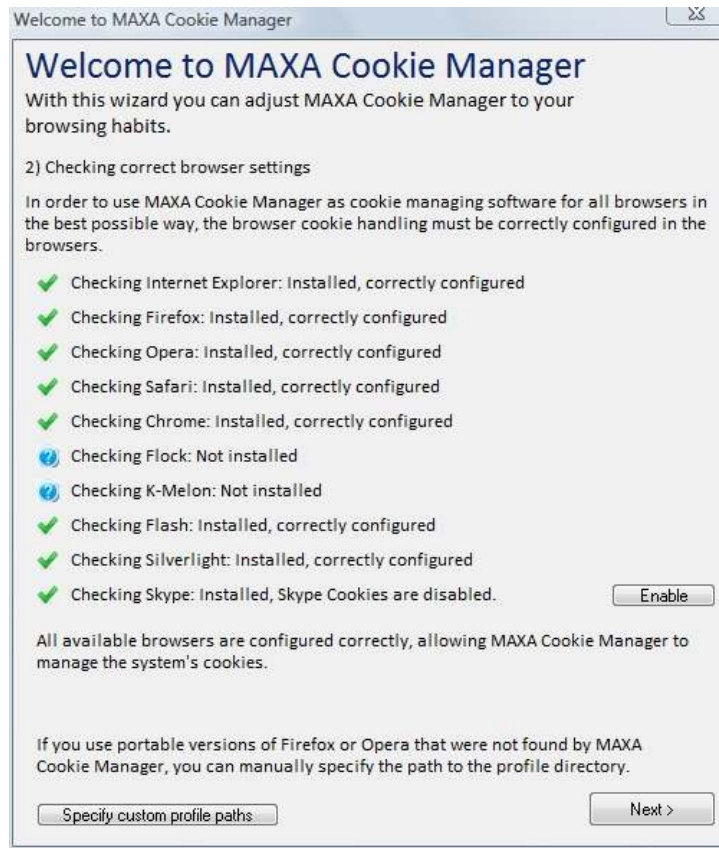 Welcome to MAXA Cookie Manager
Welcome to MAXA Cookie Manager
With this wizard you can adjust MAXA Cookie Manager to your
browsing habits.
2) Checking correct browser settings
In order to use MAXA Cookie Manager as cookie managing software for all browsers in
the best possible way, the browser cookie handling must be correctly configured in the
browsers.
Checking Internet Explorer: Installed, correctly configured
Checking Firefox: Installed, correctly configured
Checking Opera: Installed, correctly configured
Checking Safari: Installed, correctly configured
Checking Chrome: Installed, correctly configured
Checking Flock: Not installed
Checking K-Melon: Not installed
Checking Flash: Installed, correctly configured
Checking Silverlight: Installed, correctly configured
Checking Skype: Installed, Skype Cookies are disabled. Enable
All available browsers are configured correctly, allowing MAXA Cookie Manager to
manage the system's cookies.
If you use portable versions of Firefox or Opera that were not found by MAXA
Cookie Manager, you can manually specify the path to the profile directory.
Specify custom profile paths Next >